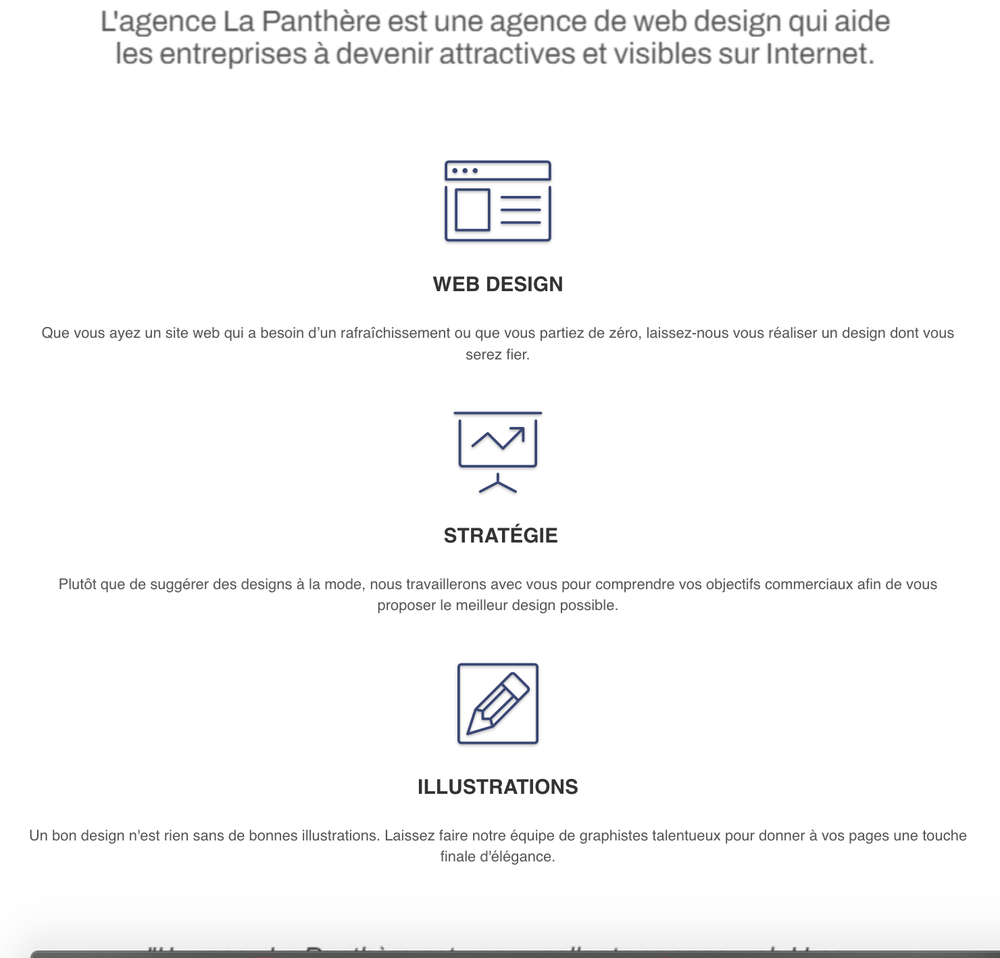 L'agence La Panthère est une agence de web design qui aide
les entreprises à devenir attractives et visibles sur Internet.
WEB DESIGN
Que vous ayez un site web qui a besoin d’un rafraîchissement ou que vous partiez de zéro, laissez-nous vous réaliser un design dont vous
serez fier.
STRATÉGIE
Plutôt que de suggérer des designs à la mode, nous travaillerons avec vous pour comprendre vos objectifs commerciaux afin de vous
proposer le meilleur design possible.
ILLUSTRATIONS
Un bon design n'est rien sans de bonnes illustrations. Laissez faire notre équipe de graphistes talentueux pour donner à vos pages une touche
finale d'élégance.